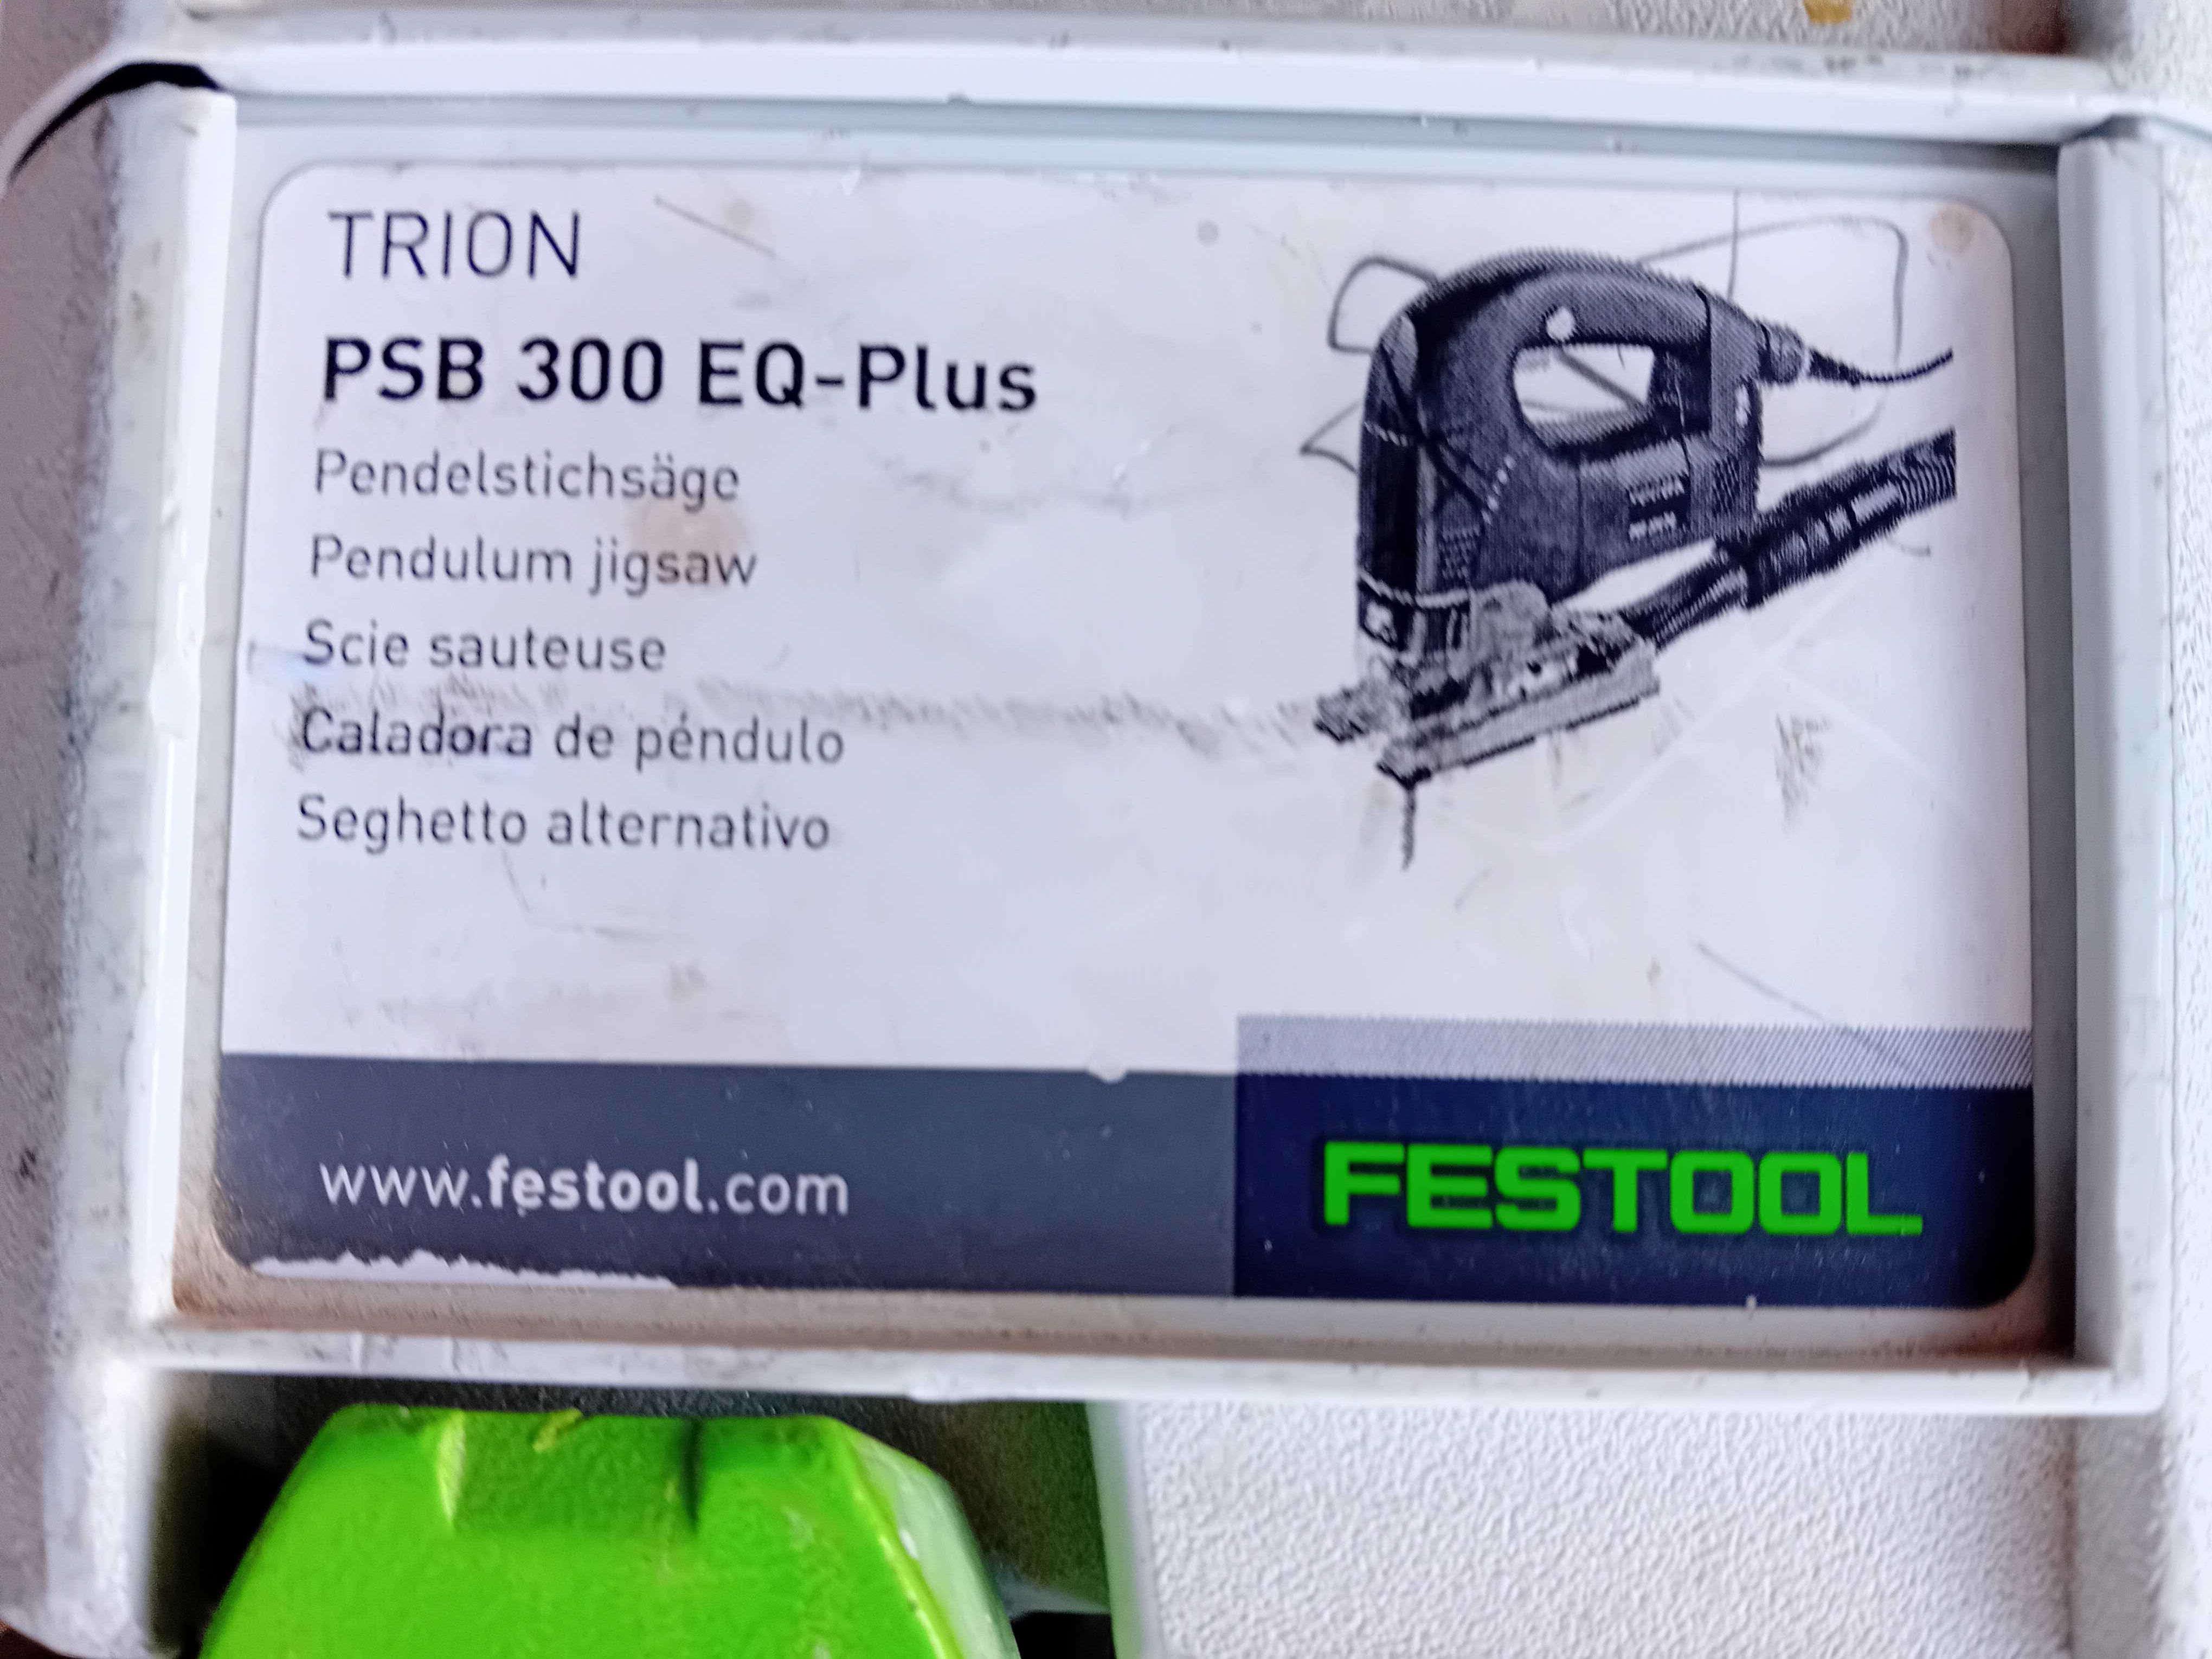 TRION
PSB 300 EQ-Plus
Pendelstichsäge
Pendulum jigsaw
Scie sauteuse
Caladora de péndulo
Seghetto alternativo
www.festool.com
FESTOOL